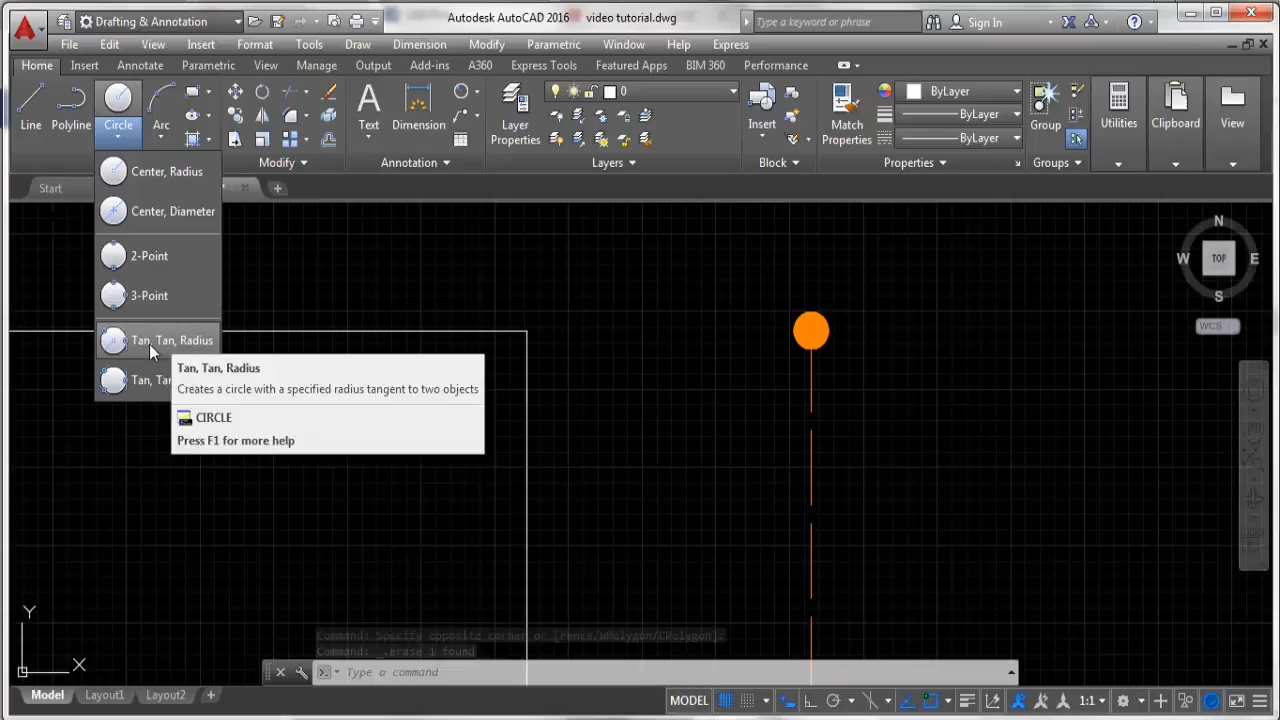 Drafting & Annotation
Autodesk AutoCAD 2016 video tutorial.dwg
Type a keyword or phrase
Sign In
File Edit View Insert Format Tools Draw Dimension Modify Parametric Window Help Express
Home Insert Annotate Parametric View Manage Output Add-ins A360 Express Tools Featured Apps BIM 360 Performance
Line Polyline Circle Arc
Text Dimension
Layer Properties
0
Insert
Match Properties
ByLayer
ByLayer
ByLayer
Group
Utilities Clipboard View
Modify Annotation Layers Block Properties Groups
Start
Center, Radius
Center, Diameter
2-Point
3-Point
Tan, Tan, Radius
Tan, Ta
Tan, Tan, Radius
Creates a circle with a specified radius tangent to two objects
CIRCLE
Press F1 for more help
N
W TOP E
S
WCS
Y
X
Command: Specify opposite corner or [Fence/WPolygon/CPolygon]:
Command: _.erase 1 found
Type a command
Model Layout1 Layout2 +
MODEL
1:1